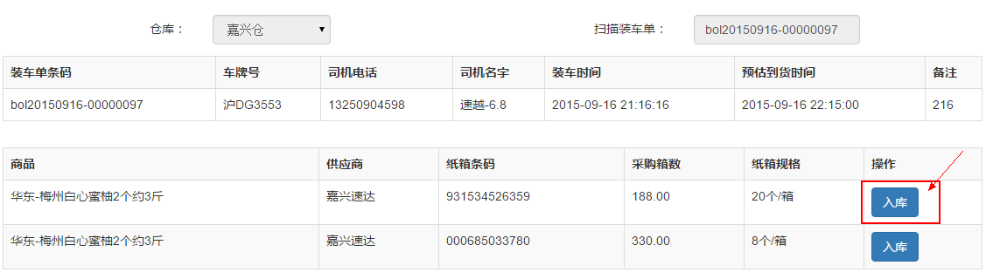 仓库： 嘉兴仓 扫描装车单： bol20150916-00000097
装车单条码 车牌号 司机电话 司机名字 装车时间 预估到货时间 备注
bol20150916-00000097 沪DG3553 13250904598 速越-6.8 2015-09-16 21:16:16 2015-09-16 22:15:00 216
商品 供应商 纸箱条码 采购箱数 纸箱规格 操作
华东-梅州白心蜜柚2个约3斤 嘉兴速达 931534526359 188.00 20个/箱 入库
华东-梅州白心蜜柚2个约3斤 嘉兴速达 000685033780 330.00 8个/箱 入库